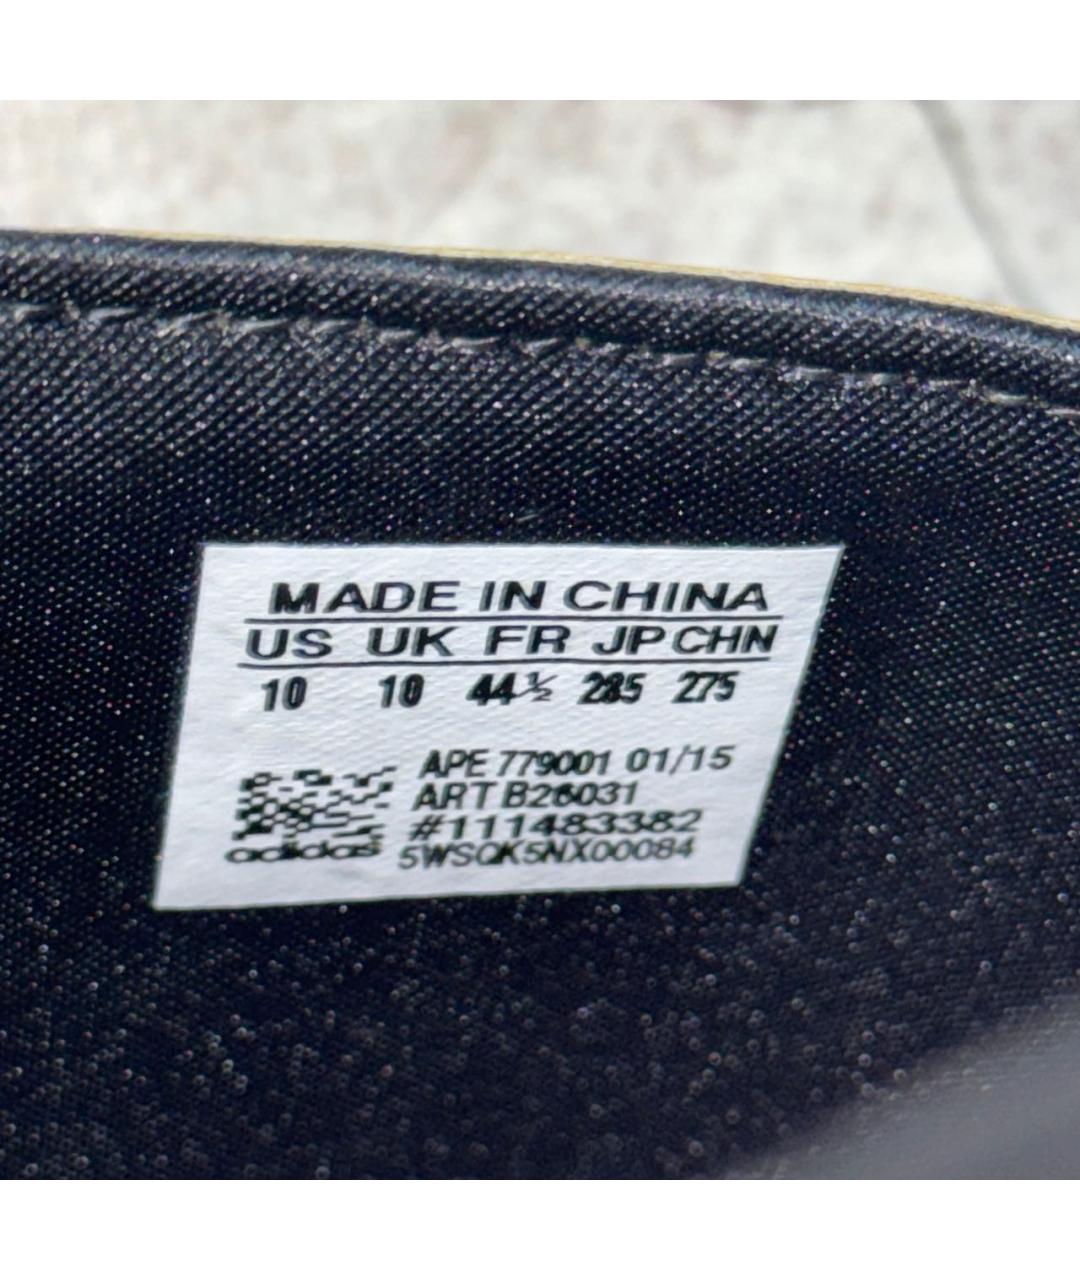 MADE IN CHINA
US UK FR JP CHN
10 10 44½ 285 275
APE 779001 01/15
ART B26031
#111483382
adidas 5WSQK5NX00084